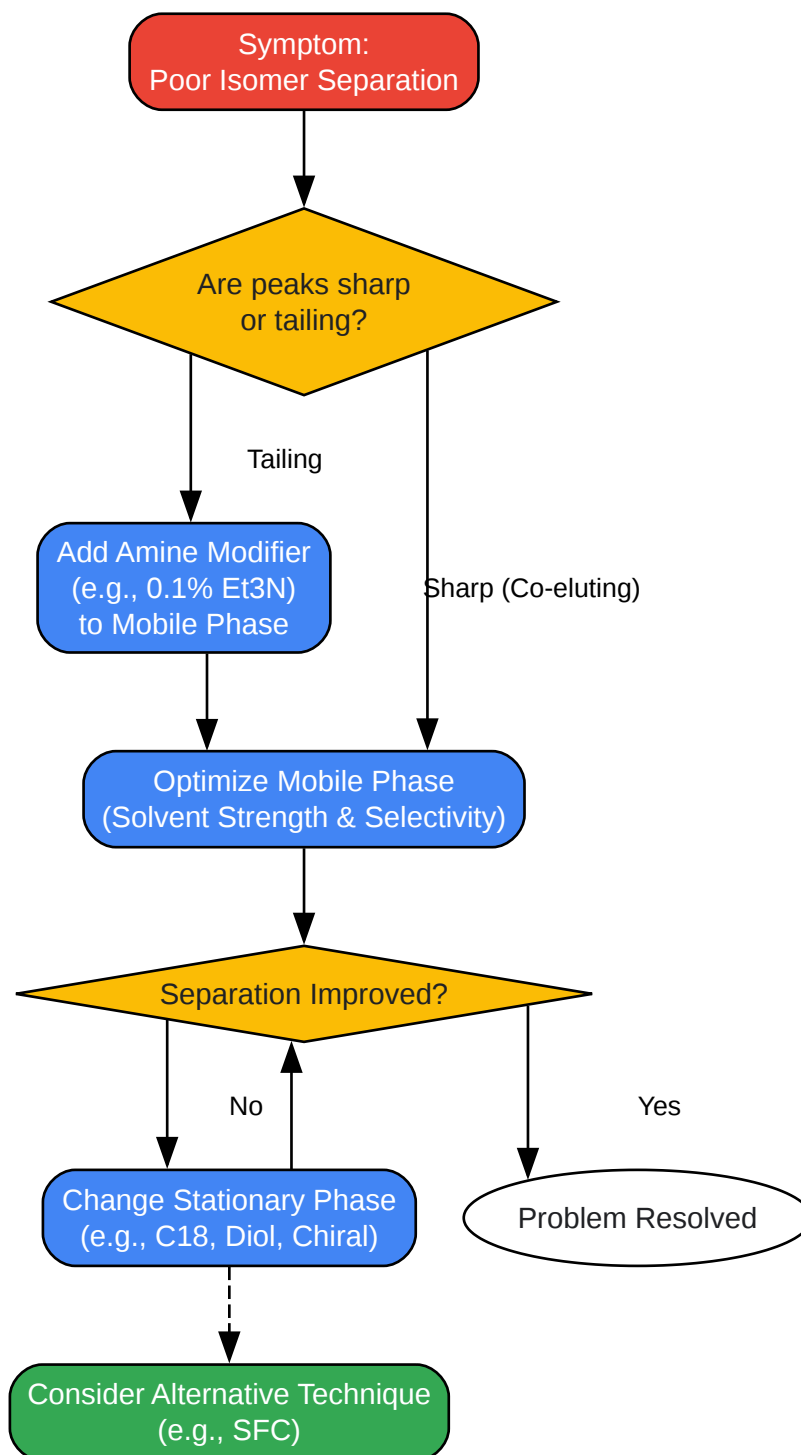 Symptom:
Poor Isomer Separation
Are peaks sharp
or tailing?
Tailing
Add Amine Modifier
(e.g., 0.1% Et3N)
to Mobile Phase
Sharp (Co-eluting)
Optimize Mobile Phase
(Solvent Strength & Selectivity)
Separation Improved?
No
Yes
Change Stationary Phase
(e.g., C18, Diol, Chiral)
Problem Resolved
Consider Alternative Technique
(e.g., SFC)